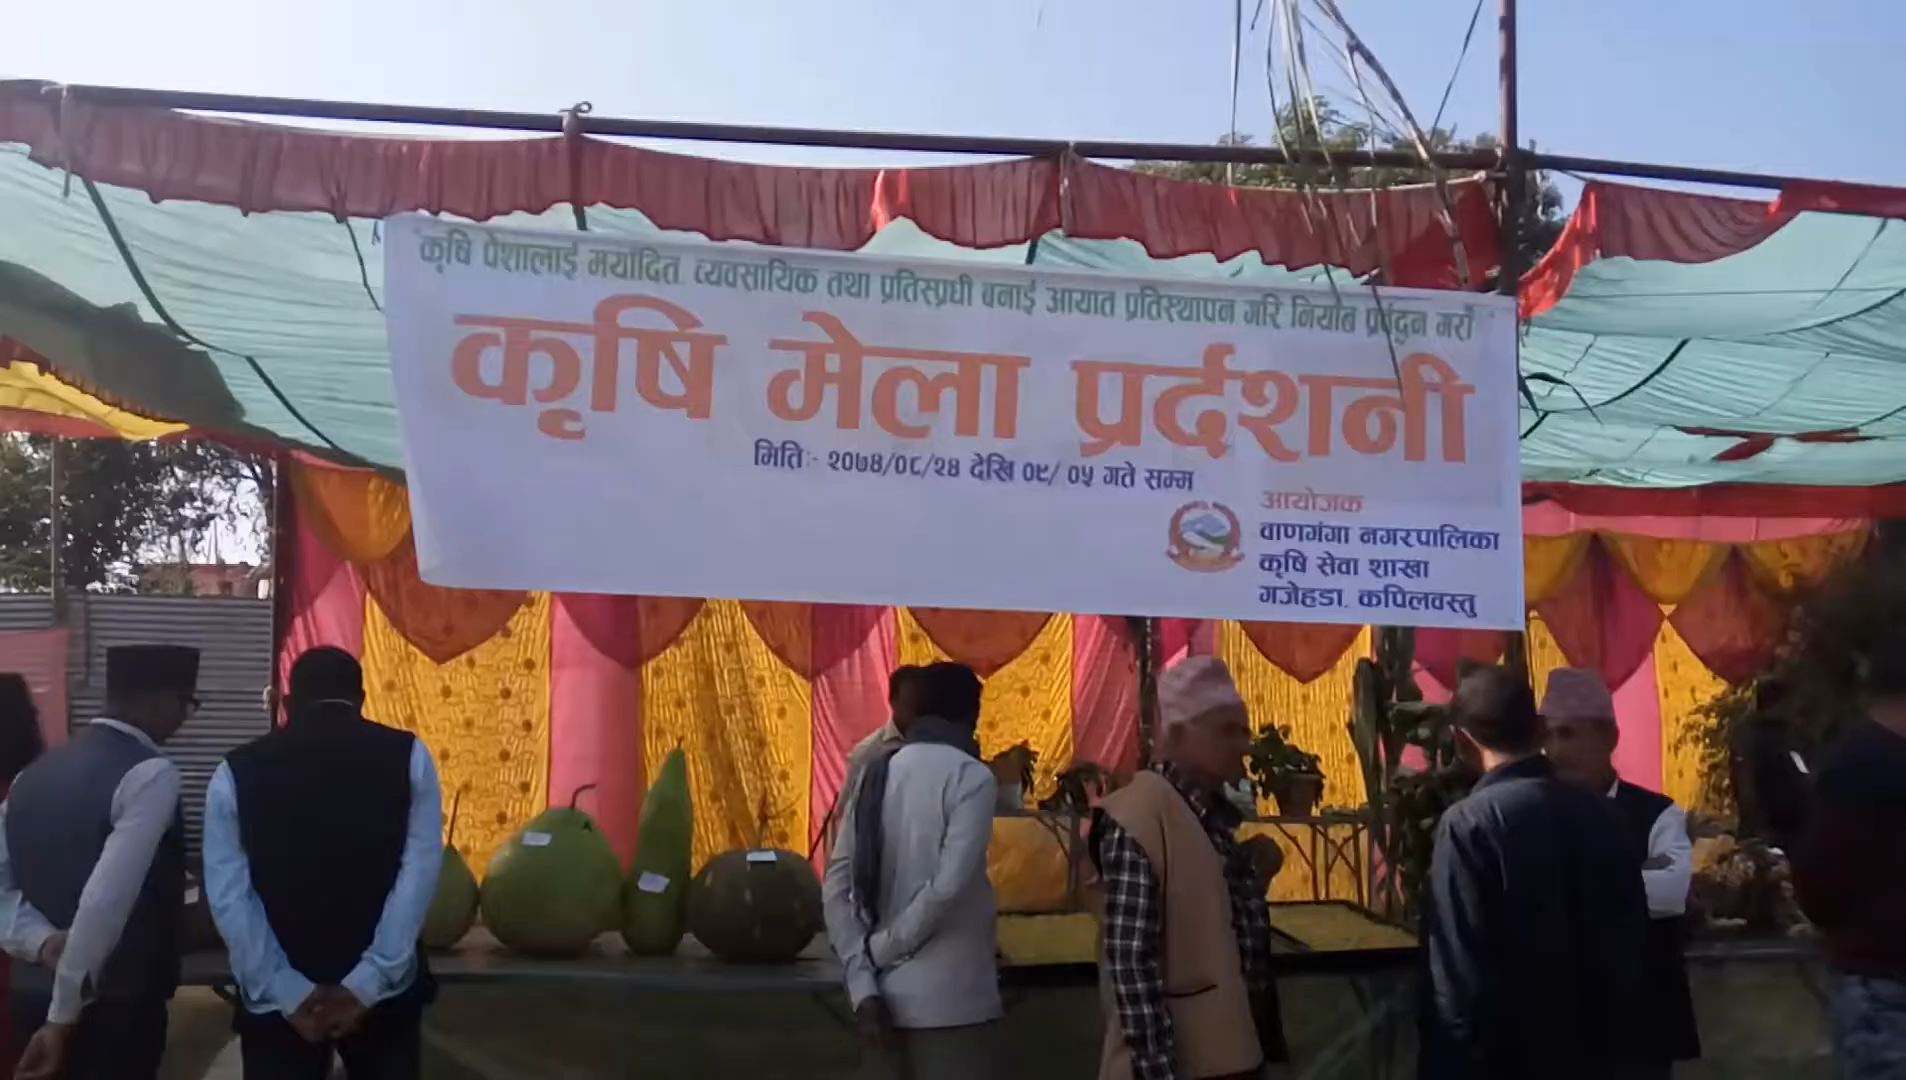 कृषि पेशालाई मर्यादित, व्यवसायिक तथा प्रतिस्प्रधी बनाई आयात प्रतिस्थापन गरि निर्यात प्रर्वद्धन गरौं
कृषि मेला प्रर्दशनी
मिति:- २०७४/०८/२४ देखि ०९/ ०५ गते सम्म
आयोजक
वाणगंगा नगरपालिका
कृषि सेवा शाखा
गजेहडा, कपिलवस्तु